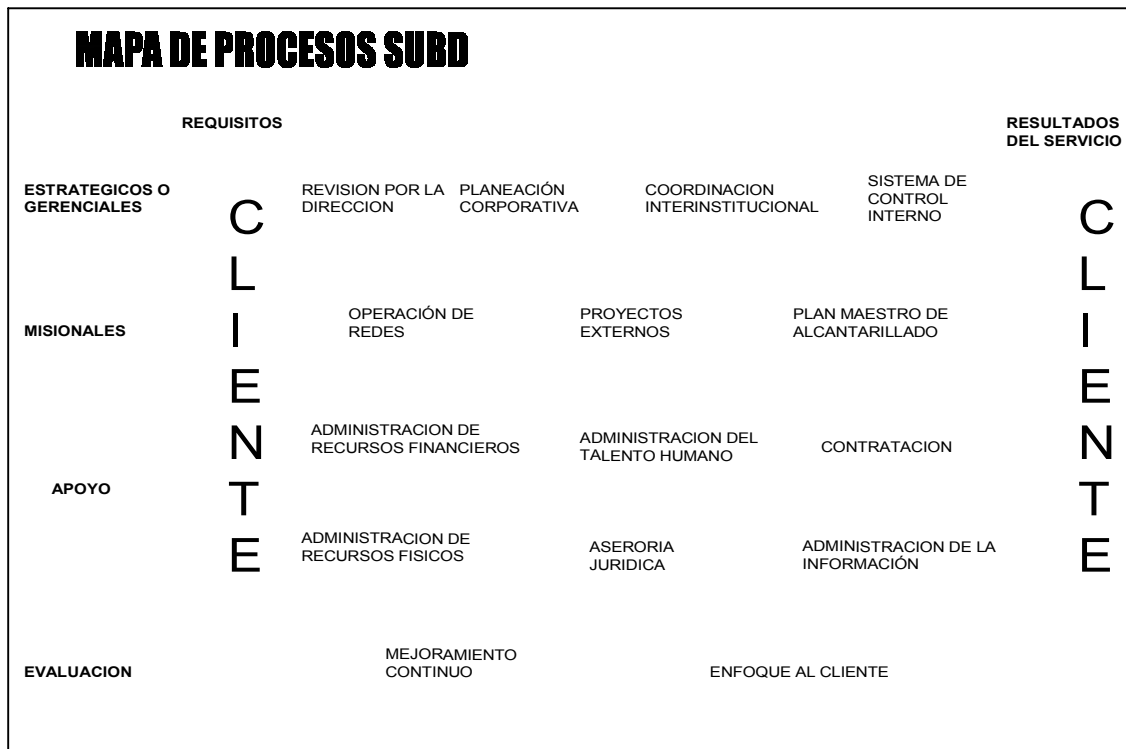 MAPA DE PROCESOS SUBD
REQUISITOS
RESULTADOS
DEL SERVICIO
ESTRATEGICOS O
GERENCIALES
CLIENTE
REVISION POR LA
DIRECCION
PLANEACIÓN
CORPORATIVA
COORDINACION
INTERINSTITUCIONAL
SISTEMA DE
CONTROL
INTERNO
CLIENTE
MISIONALES
OPERACIÓN DE
REDES
PROYECTOS
EXTERNOS
PLAN MAESTRO DE
ALCANTARILLADO
APOYO
ADMINISTRACION DE
RECURSOS FINANCIEROS
ADMINISTRACION DEL
TALENTO HUMANO
CONTRATACION
ADMINISTRACION DE
RECURSOS FISICOS
ASERORIA
JURIDICA
ADMINISTRACION DE LA
INFORMACIÓN
EVALUACION
MEJORAMIENTO
CONTINUO
ENFOQUE AL CLIENTE